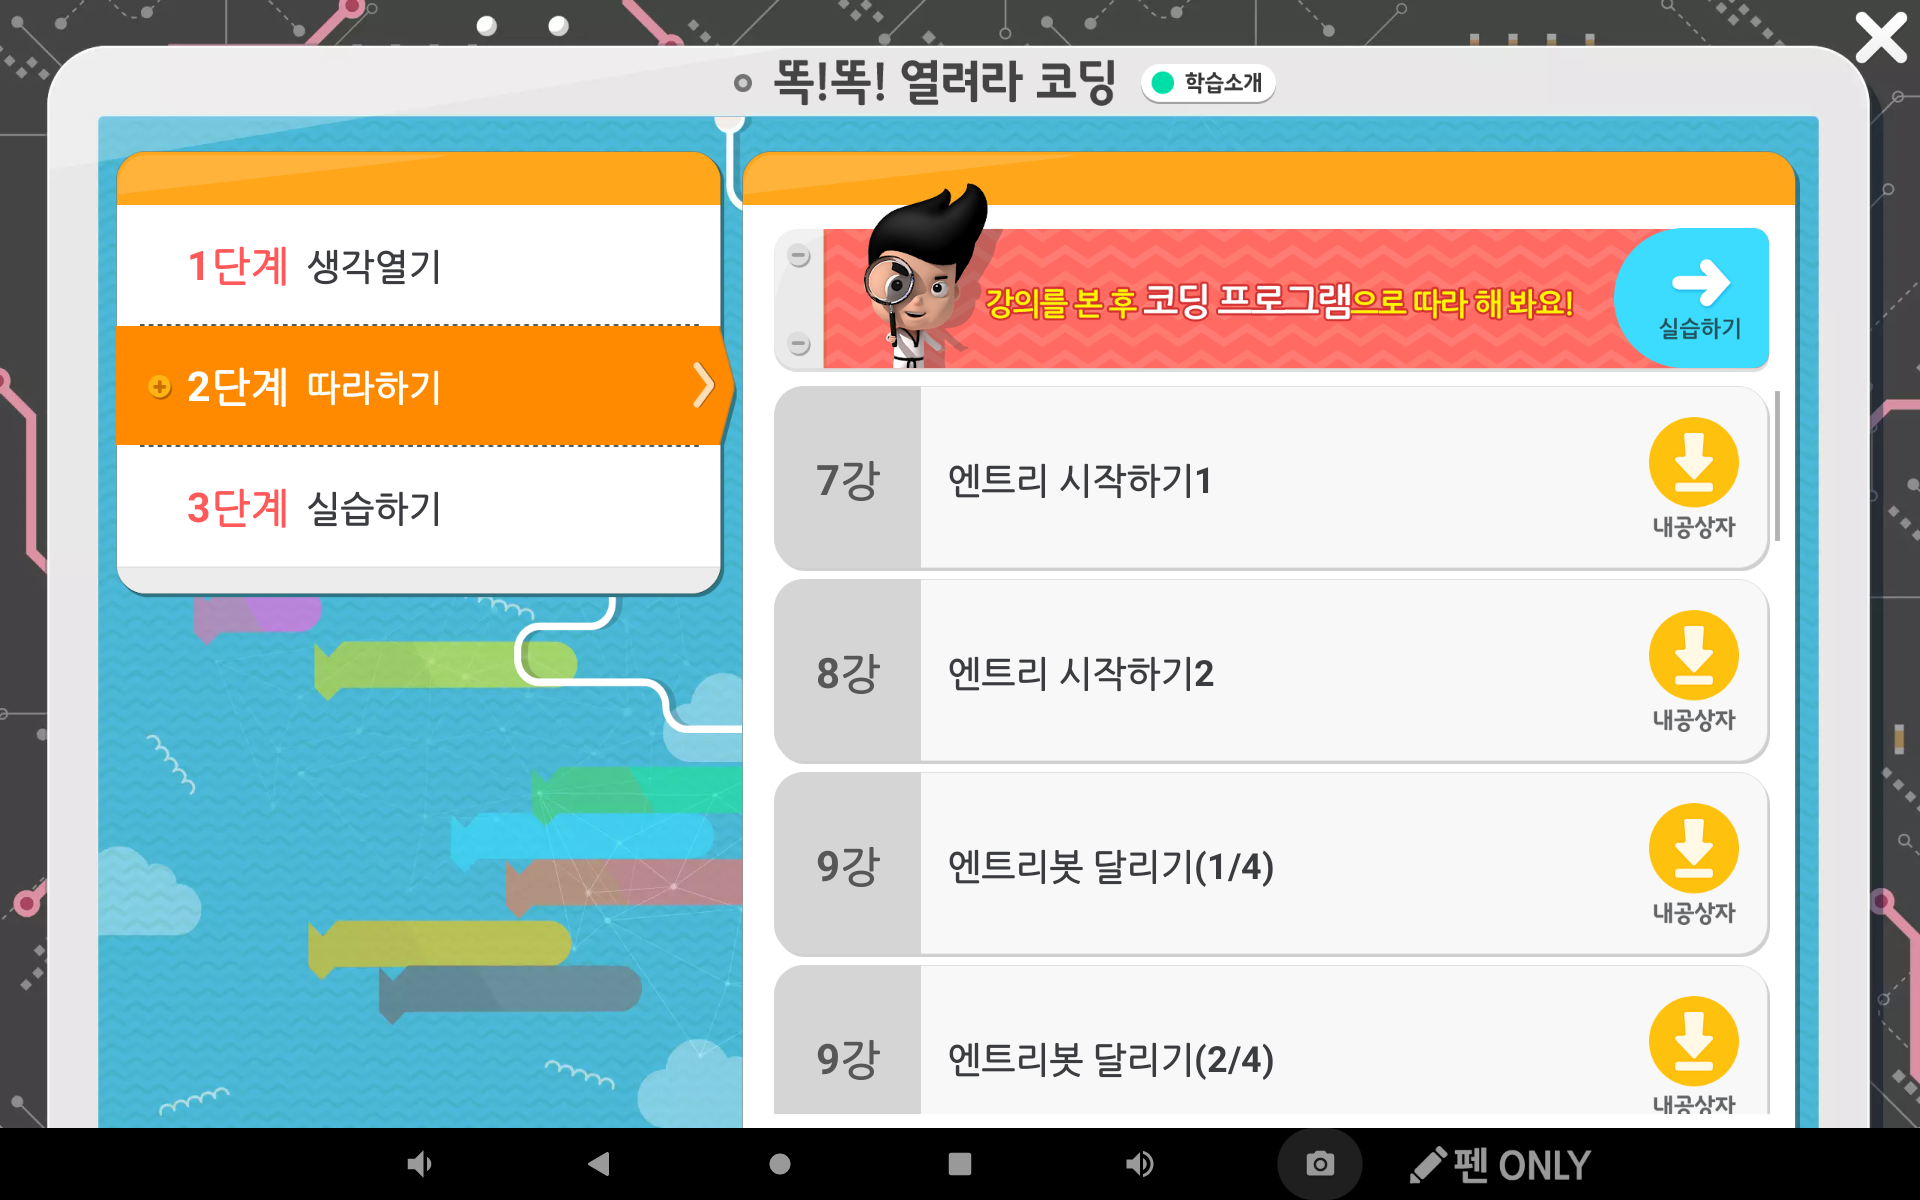 똑!똑! 열려라 코딩
학습소개
1단계 생각열기
2단계 따라하기
3단계 실습하기
강의를 본 후 코딩 프로그램으로 따라 해 봐요!
실습하기
7강 엔트리 시작하기1
내공상자
8강 엔트리 시작하기2
내공상자
9강 엔트리봇 달리기(1/4)
내공상자
9강 엔트리봇 달리기(2/4)
내공상자
펜 ONLY